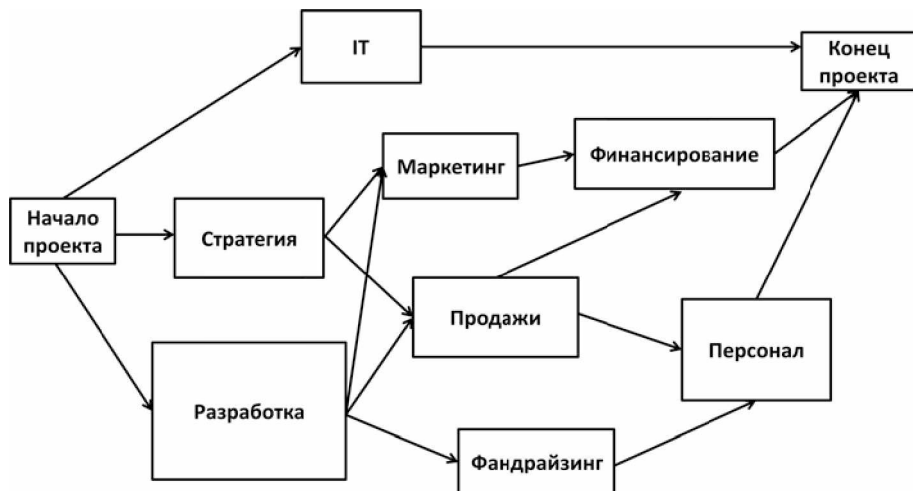 IT
Конец
проекта
Маркетинг
Финансирование
Начало
проекта
Стратегия
Продажи
Персонал
Разработка
Фандрайзинг